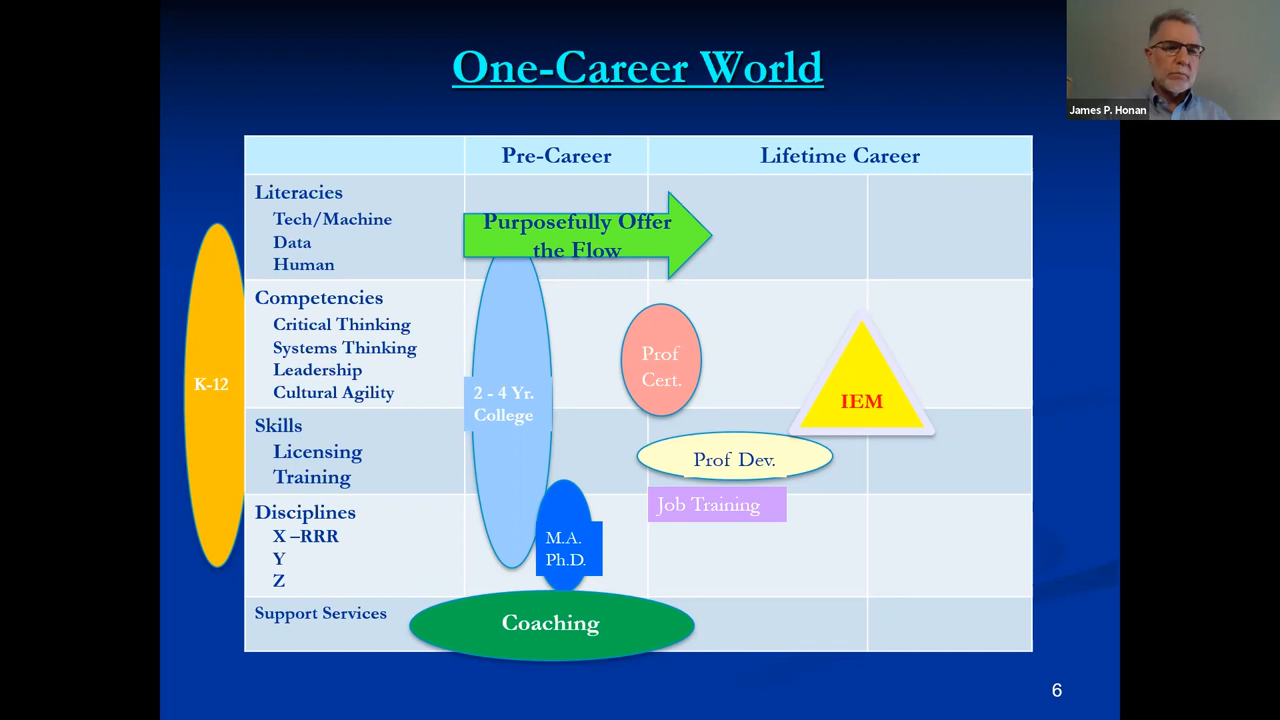 One-Career World
James P. Honan
Pre-Career
Lifetime Career
Literacies
Tech/Machine
Data
Human
Purposefully Offer
the Flow
Competencies
Critical Thinking
Systems Thinking
Leadership
Cultural Agility
K-12
2 - 4 Yr.
College
Prof
Cert.
IEM
Skills
Licensing
Training
Prof Dev.
Job Training
Disciplines
X –RRR
Y
Z
M.A.
Ph.D.
Support Services
Coaching
6